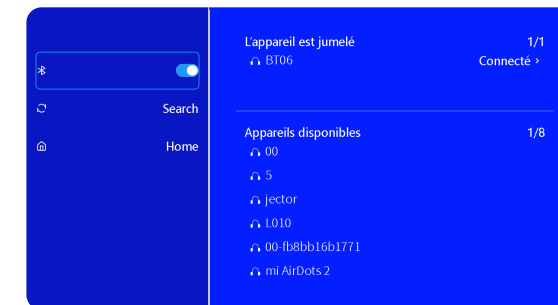 Search
Home
L'appareil est jumelé 1/1
BT06 Connecté ›
Appareils disponibles 1/8
00
5
jector
L010
00-fb8bb16b1771
mi AirDots 2